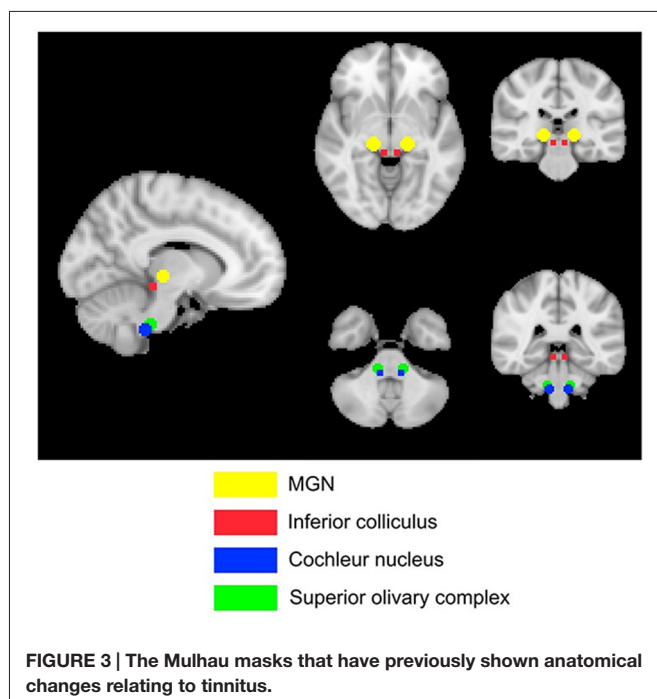 MGN
Inferior colliculus
Cochleur nucleus
Superior olivary complex
FIGURE 3 | The Mulhau masks that have previously shown anatomical
changes relating to tinnitus.